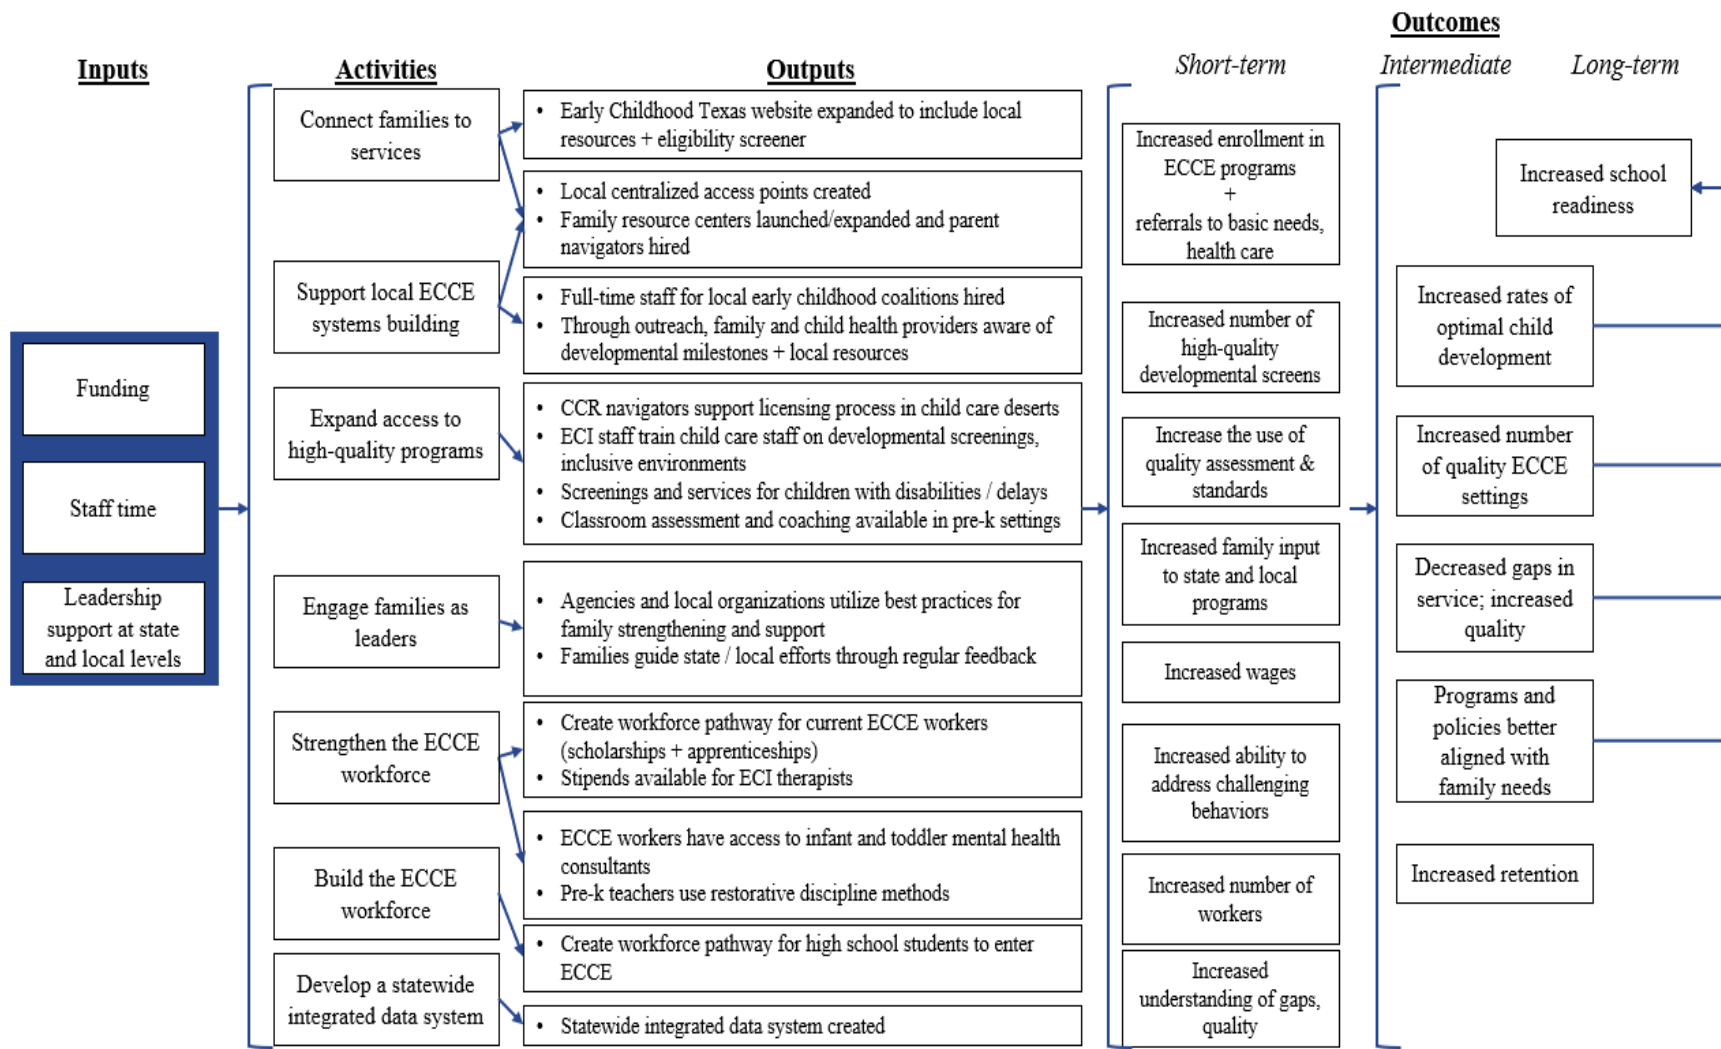 Outcomes
Inputs
Activities
Outputs
Short-term
Intermediate
Long-term
Funding
Staff time
Leadership
support at state
and local levels
Connect families to
services
Support local ECCE
systems building
Expand access to
high-quality programs
Engage families as
leaders
Strengthen the ECCE
workforce
Build the ECCE
workforce
Develop a statewide
integrated data system
• Early Childhood Texas website expanded to include local
resources + eligibility screener
• Local centralized access points created
• Family resource centers launched/expanded and parent
navigators hired
• Full-time staff for local early childhood coalitions hired
• Through outreach, family and child health providers aware of
developmental milestones + local resources
• CCR navigators support licensing process in child care deserts
• ECI staff train child care staff on developmental screenings,
inclusive environments
• Screenings and services for children with disabilities / delays
• Classroom assessment and coaching available in pre-k settings
• Agencies and local organizations utilize best practices for
family strengthening and support
• Families guide state / local efforts through regular feedback
• Create workforce pathway for current ECCE workers
(scholarships + apprenticeships)
• Stipends available for ECI therapists
• ECCE workers have access to infant and toddler mental health
consultants
• Pre-k teachers use restorative discipline methods
• Create workforce pathway for high school students to enter
ECCE
• Statewide integrated data system created
Increased enrollment in
ECCE programs
+
referrals to basic needs,
health care
Increased number of
high-quality
developmental screens
Increase the use of
quality assessment &
standards
Increased family input
to state and local
programs
Increased wages
Increased ability to
address challenging
behaviors
Increased number of
workers
Increased
understanding of gaps,
quality
Increased rates of
optimal child
development
Increased number
of quality ECCE
settings
Decreased gaps in
service; increased
quality
Programs and
policies better
aligned with
family needs
Increased retention
Increased school
readiness